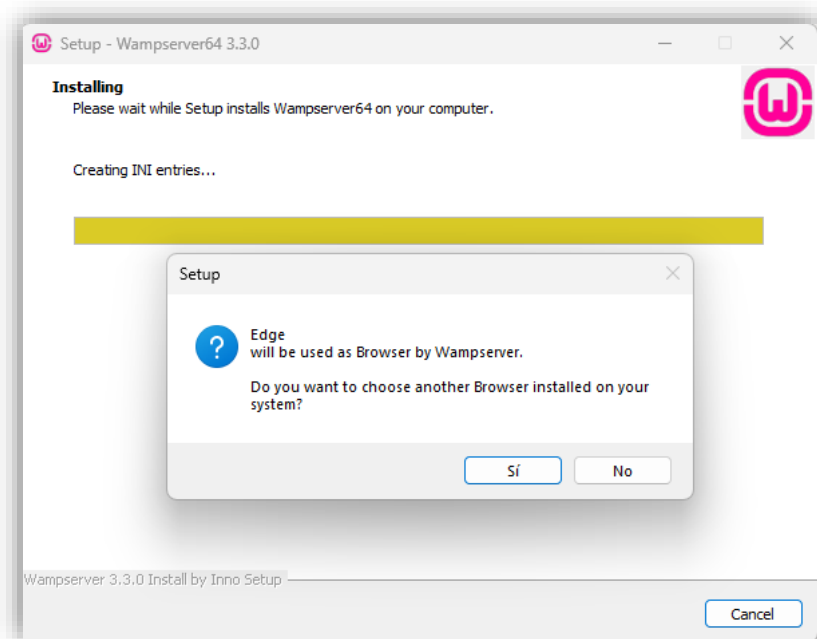 Setup - Wampserver64 3.3.0
Installing
Please wait while Setup installs Wampserver64 on your computer.
Creating INI entries...
Setup
Edge
will be used as Browser by Wampserver.
Do you want to choose another Browser installed on your
system?
Sí
No
Wampserver 3.3.0 Install by Inno Setup
Cancel